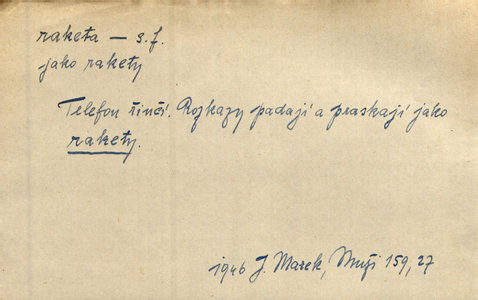 raketa — s. f.
jako rakety
Telefon řinčí. Rozkazy padají a praskají jako
rakety.
1946 J. Marek, Muži 159, 27